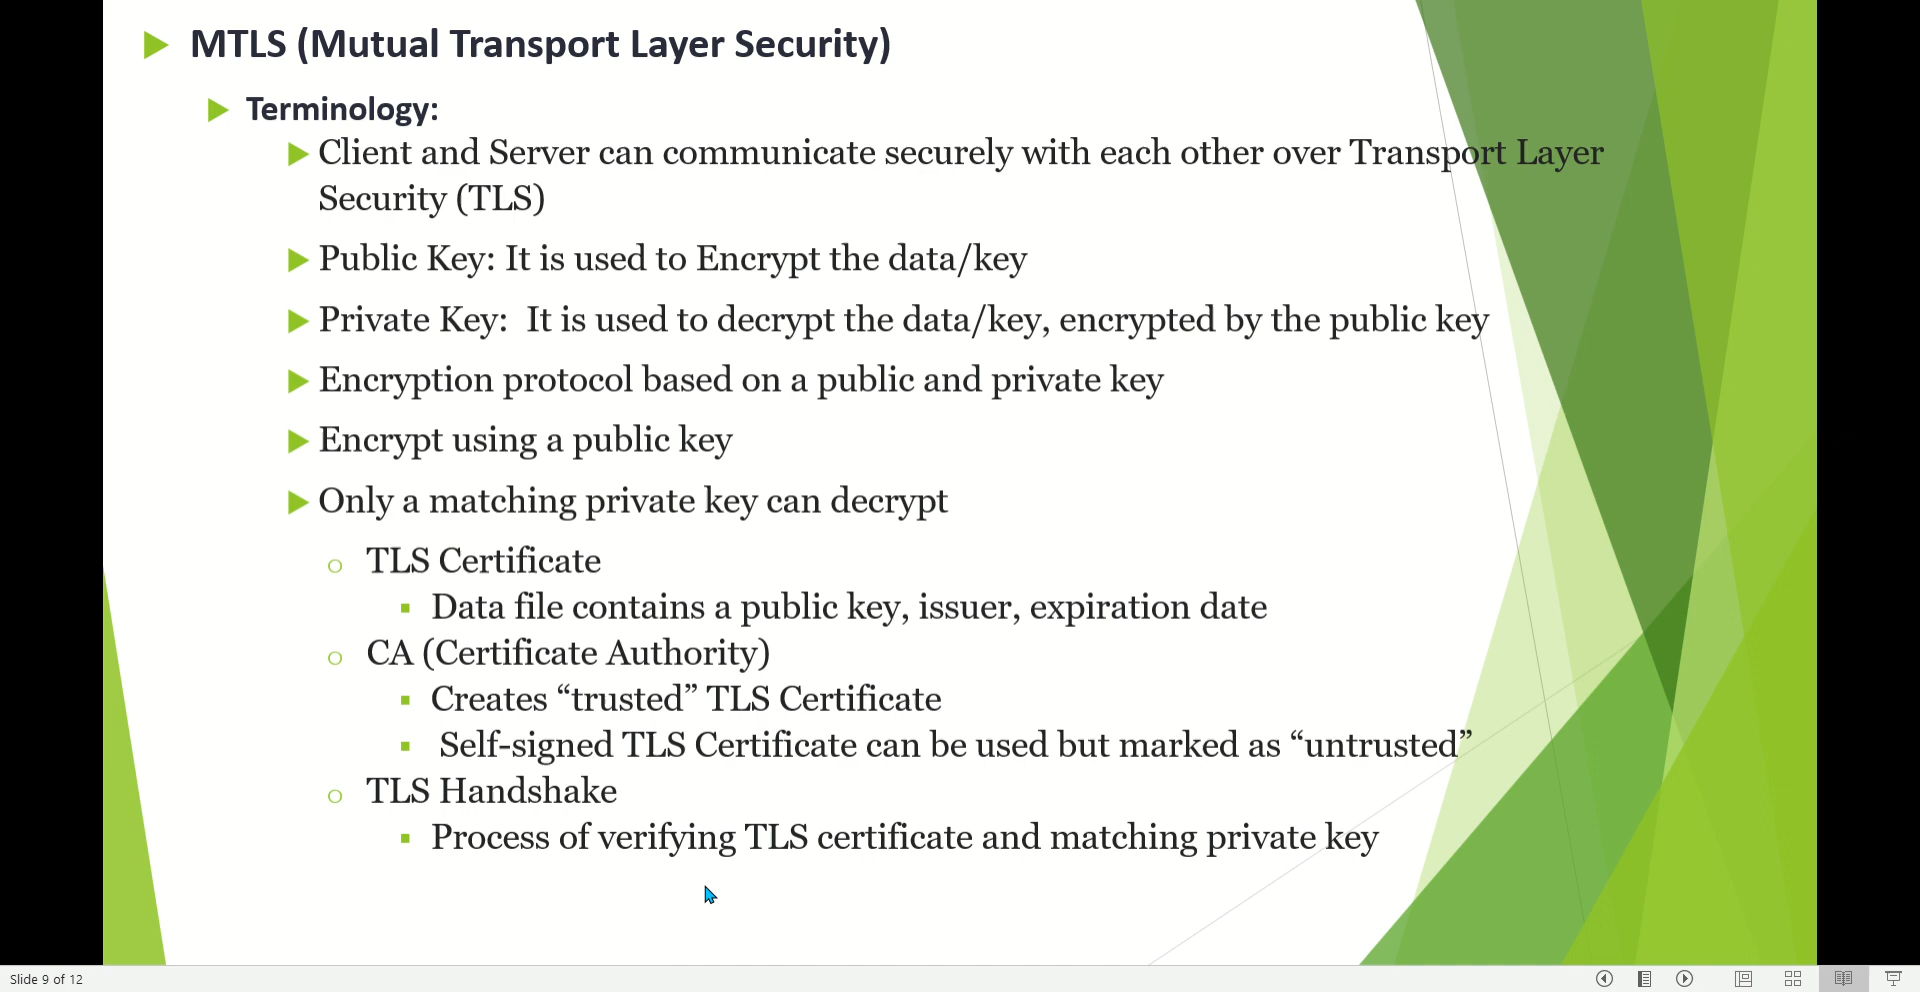 MTLS (Mutual Transport Layer Security)
Terminology:
Client and Server can communicate securely with each other over Transport Layer
Security (TLS)
Public Key: It is used to Encrypt the data/key
Private Key:  It is used to decrypt the data/key, encrypted by the public key
Encryption protocol based on a public and private key
Encrypt using a public key
Only a matching private key can decrypt
TLS Certificate
Data file contains a public key, issuer, expiration date
CA (Certificate Authority)
Creates “trusted” TLS Certificate
Self-signed TLS Certificate can be used but marked as “untrusted”
TLS Handshake
Process of verifying TLS certificate and matching private key
Slide 9 of 12